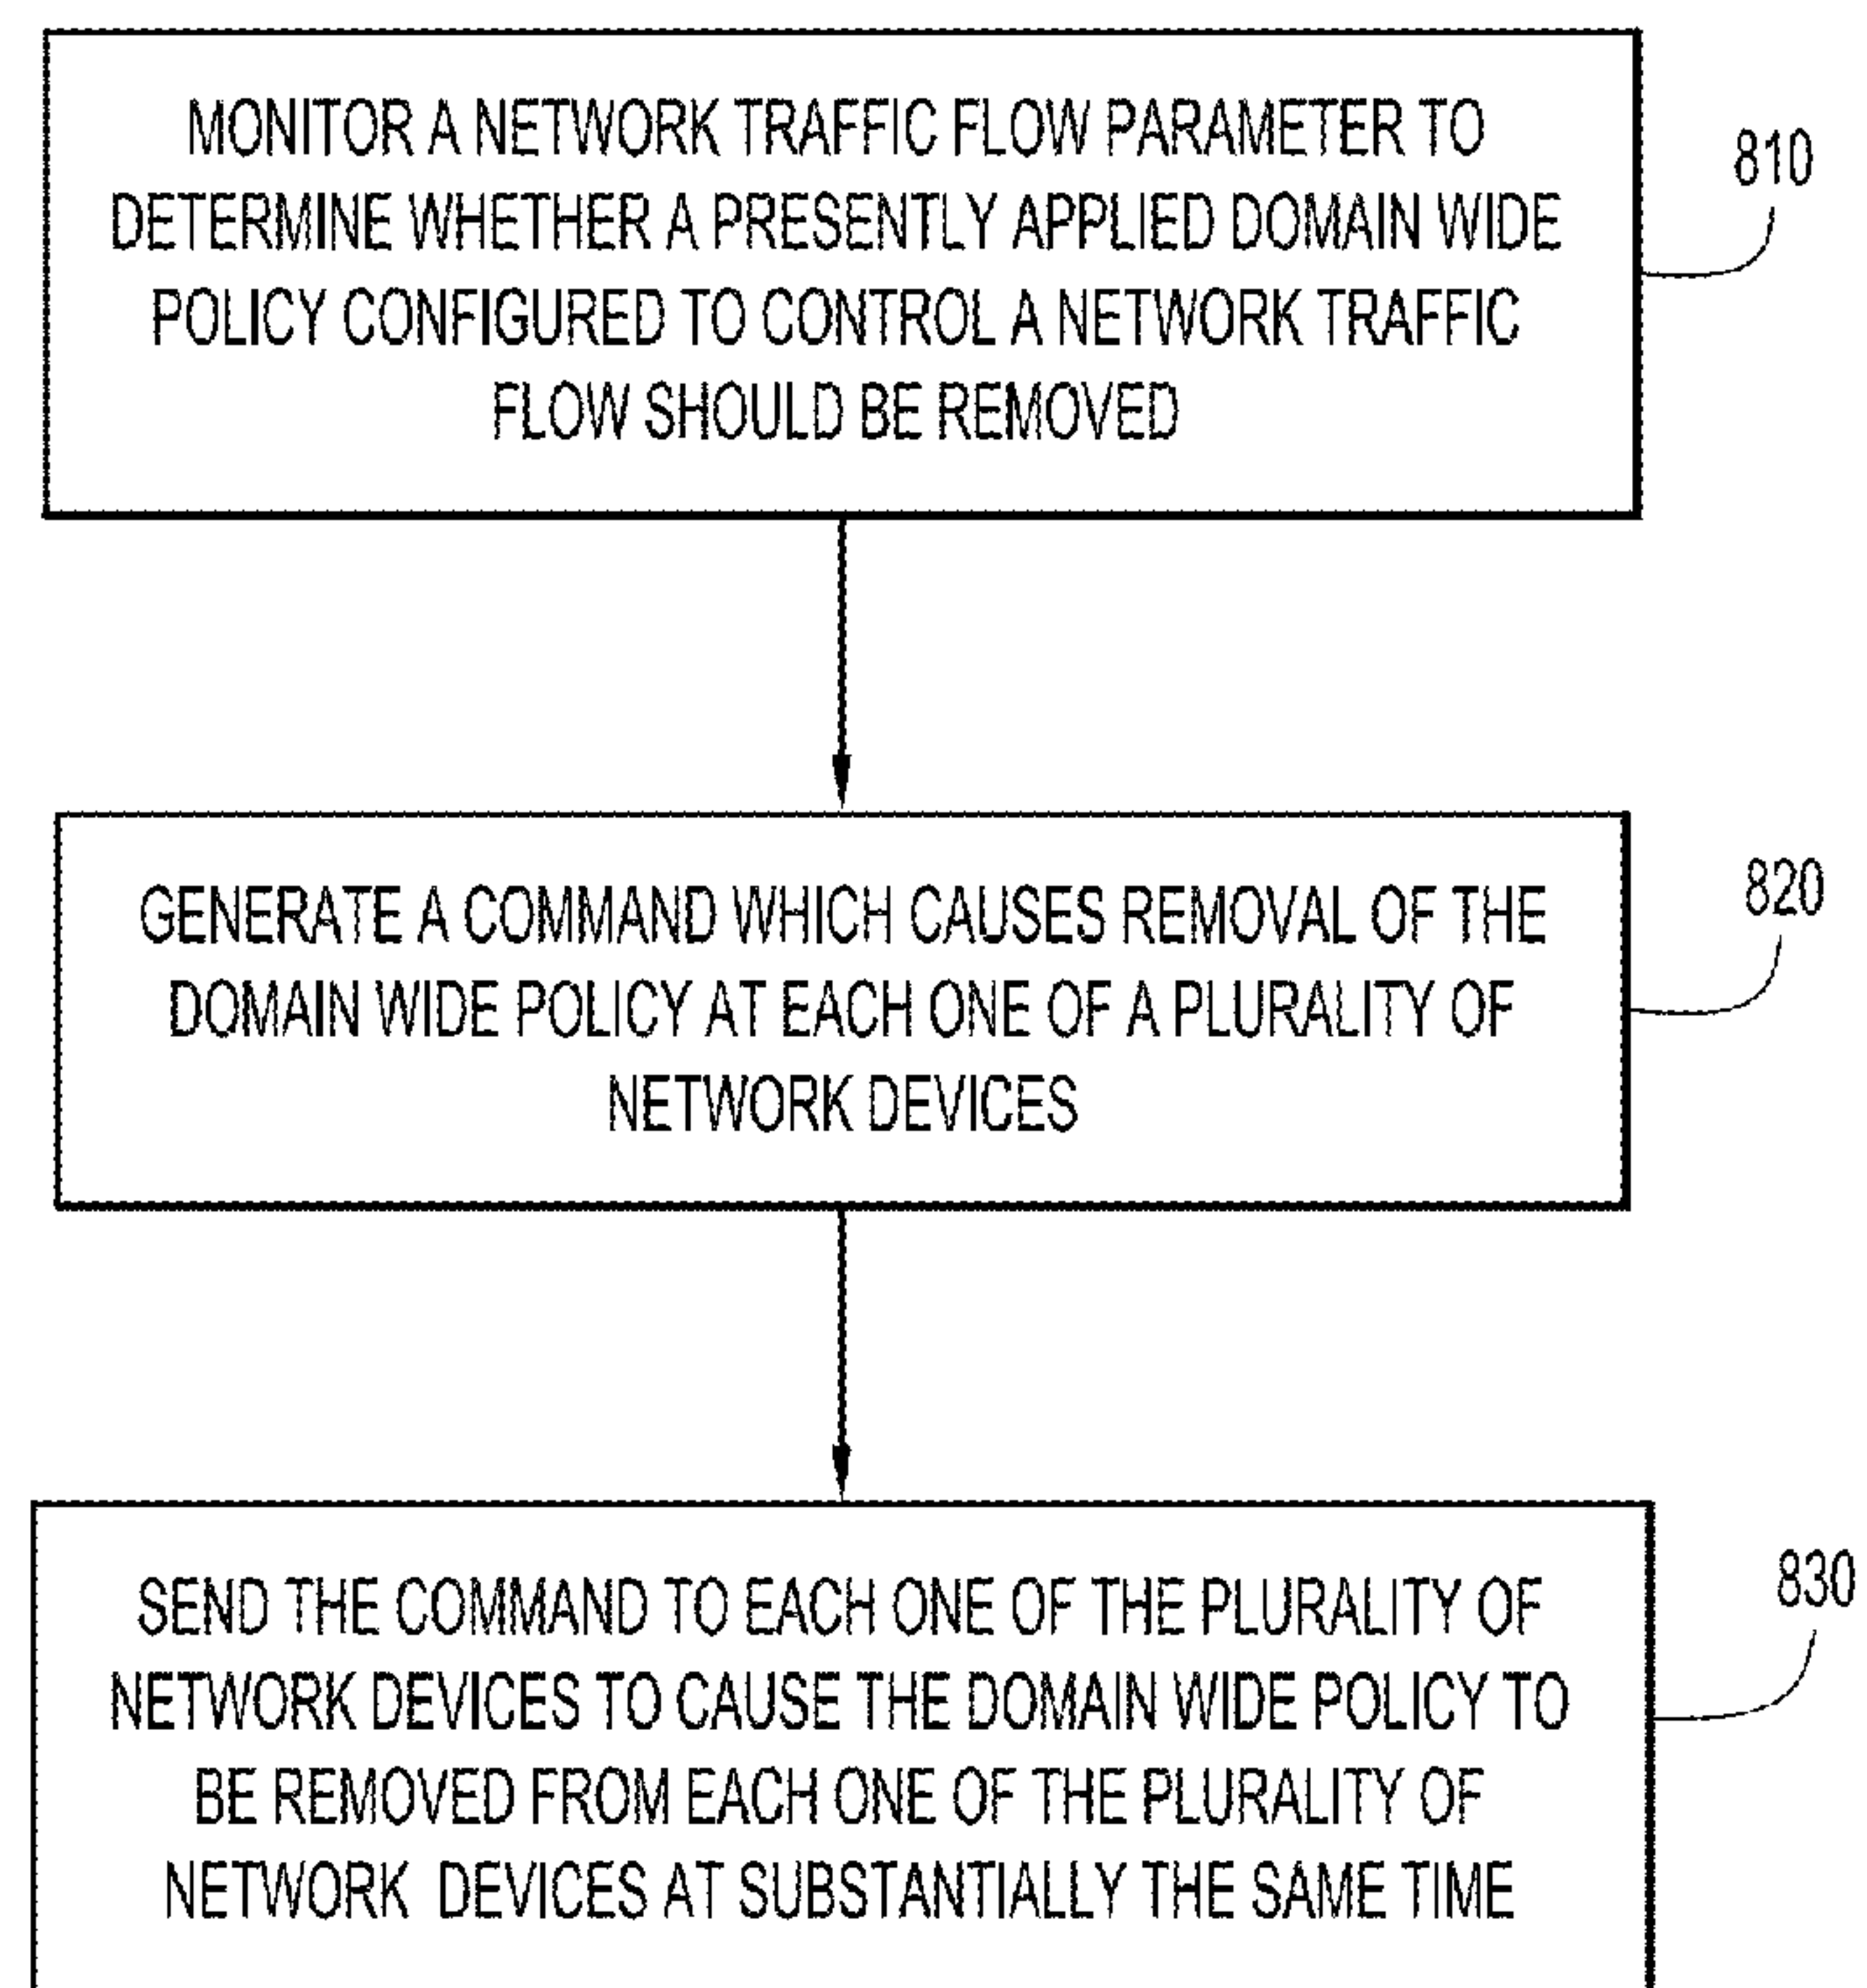 MONITOR A NETWORK TRAFFIC FLOW PARAMETER TO
DETERMINE WHETHER A PRESENTLY APPLIED DOMAIN WIDE
POLICY CONFIGURED TO CONTROL A NETWORK TRAFFIC
FLOW SHOULD BE REMOVED
810
GENERATE A COMMAND WHICH CAUSES REMOVAL OF THE
DOMAIN WIDE POLICY AT EACH ONE OF A PLURALITY OF
NETWORK DEVICES
820
SEND THE COMMAND TO EACH ONE OF THE PLURALITY OF
NETWORK DEVICES TO CAUSE THE DOMAIN WIDE POLICY TO
BE REMOVED FROM EACH ONE OF THE PLURALITY OF
NETWORK DEVICES AT SUBSTANTIALLY THE SAME TIME
830